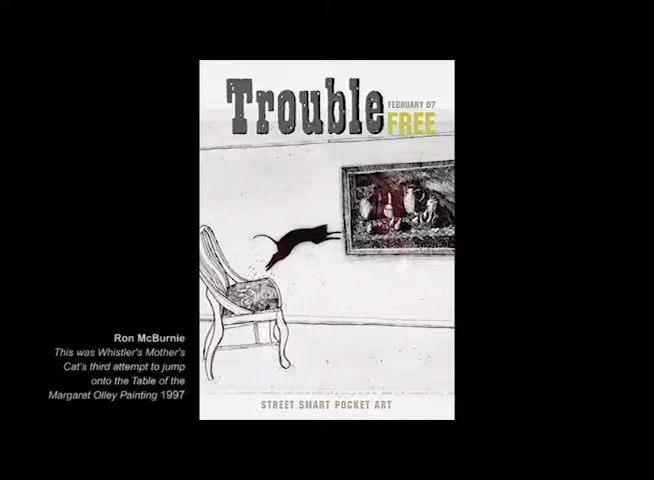 Trouble
FEBRUARY 07
FREE
Ron McBurnie
This was Whistler's Mother's
Cat's third attempt to jump
onto the Table of the
Margaret Olley Painting 1997
STREET SMART POCKET ART